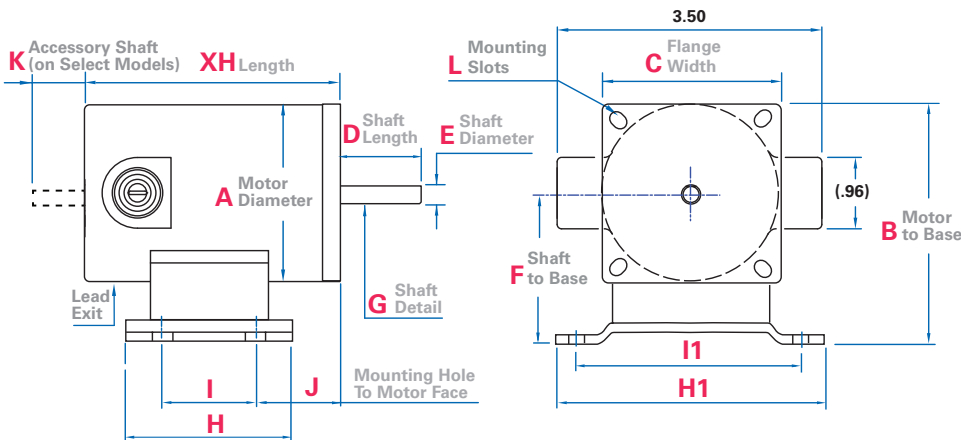 K Accessory Shaft
(on Select Models)
XH Length
D Shaft
Length
E Shaft
Diameter
A Motor
Diameter
G Shaft
Detail
Lead
Exit
I
J
Mounting Hole
To Motor Face
H
3.50
L Mounting
Slots
C Flange
Width
(.96)
B Motor
to Base
F Shaft
to Base
I1
H1